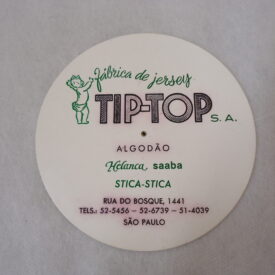 fábrica de jersey
TIP-TOP S.A.
ALGODÃO
Helanca saaba
STICA-STICA
RUA DO BOSQUE, 1441
TELS.: 52-5456 - 52-6739 - 51-4039
SÃO PAULO